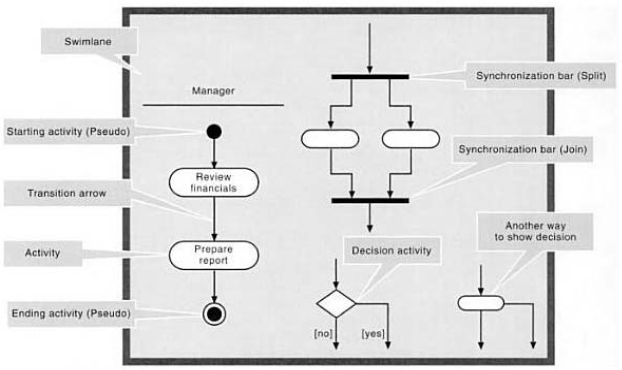 Swimlane
Manager
Starting activity (Pseudo)
Review
financials
Transition arrow
Activity
Prepare
report
Ending activity (Pseudo)
Synchronization bar (Split)
Synchronization bar (Join)
Decision activity
[no]
[yes]
Another way
to show decision